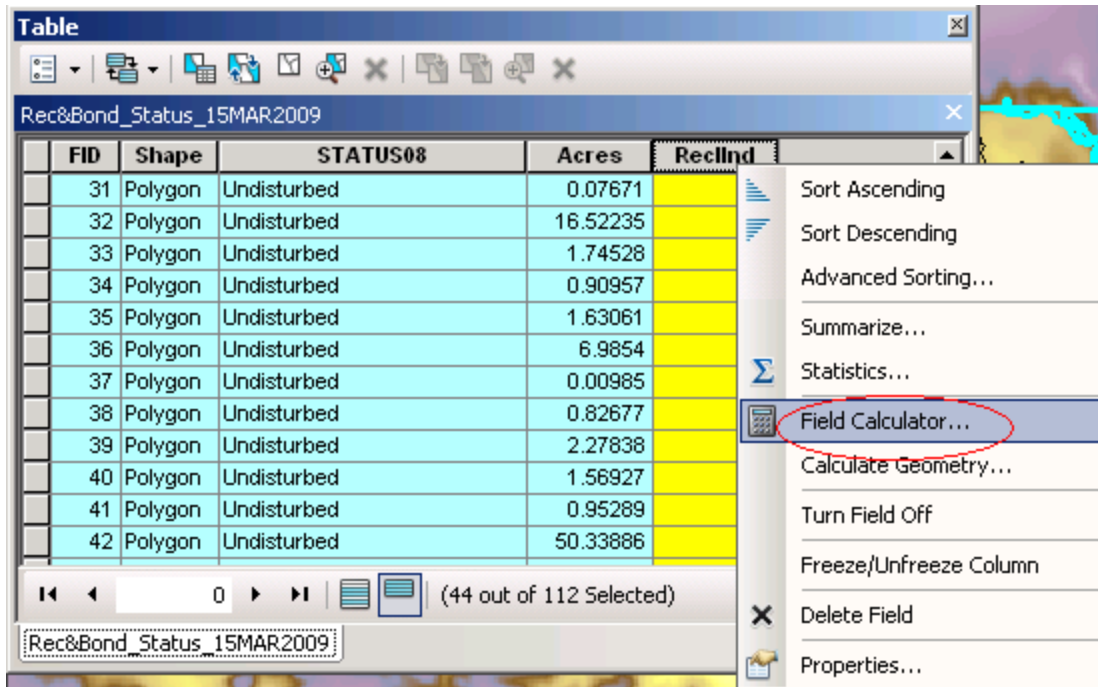 Table
Rec&Bond_Status_15MAR2009
FID Shape STATUS08 Acres ReclInd
31 Polygon Undisturbed 0.07671
32 Polygon Undisturbed 16.52235
33 Polygon Undisturbed 1.74528
34 Polygon Undisturbed 0.90957
35 Polygon Undisturbed 1.63061
36 Polygon Undisturbed 6.9854
37 Polygon Undisturbed 0.00985
38 Polygon Undisturbed 0.82677
39 Polygon Undisturbed 2.27838
40 Polygon Undisturbed 1.56927
41 Polygon Undisturbed 0.95289
42 Polygon Undisturbed 50.33886
0 (44 out of 112 Selected)
Rec&Bond_Status_15MAR2009
Sort Ascending
Sort Descending
Advanced Sorting...
Summarize...
Statistics...
Field Calculator...
Calculate Geometry...
Turn Field Off
Freeze/Unfreeze Column
Delete Field
Properties...